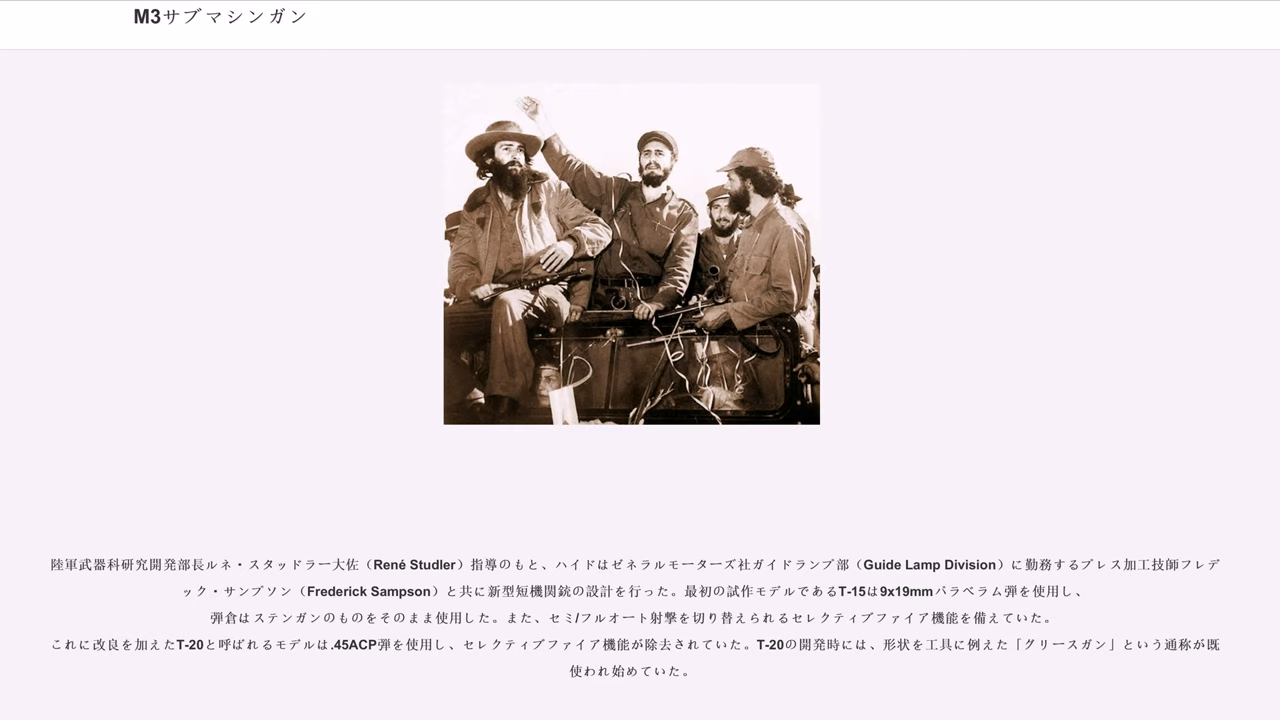 M3サブマシンガン
陸軍武器科研究開発部長ルネ・スタッドラー大佐（René Studler）指導のもと、ハイドはゼネラルモーターズ社ガイドランプ部（Guide Lamp Division）に勤務するプレス加工技師フレデ
ック・サンプソン（Frederick Sampson）と共に新型短機関銃の設計を行った。最初の試作モデルであるT-15は9x19mmパラベラム弾を使用し、
弾倉はステンガンのものをそのまま使用した。また、セミ/フルオート射撃を切り替えられるセレクティブファイア機能を備えていた。
これに改良を加えたT-20と呼ばれるモデルは.45ACP弾を使用し、セレクティブファイア機能が除去されていた。T-20の開発時には、形状を工具に例えた「グリースガン」という通称が既
使われ始めていた。